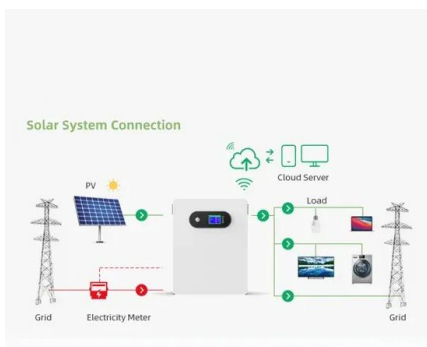 Solar System Connection
Cloud Server
PV
Load
Grid
Electricity Meter
Grid